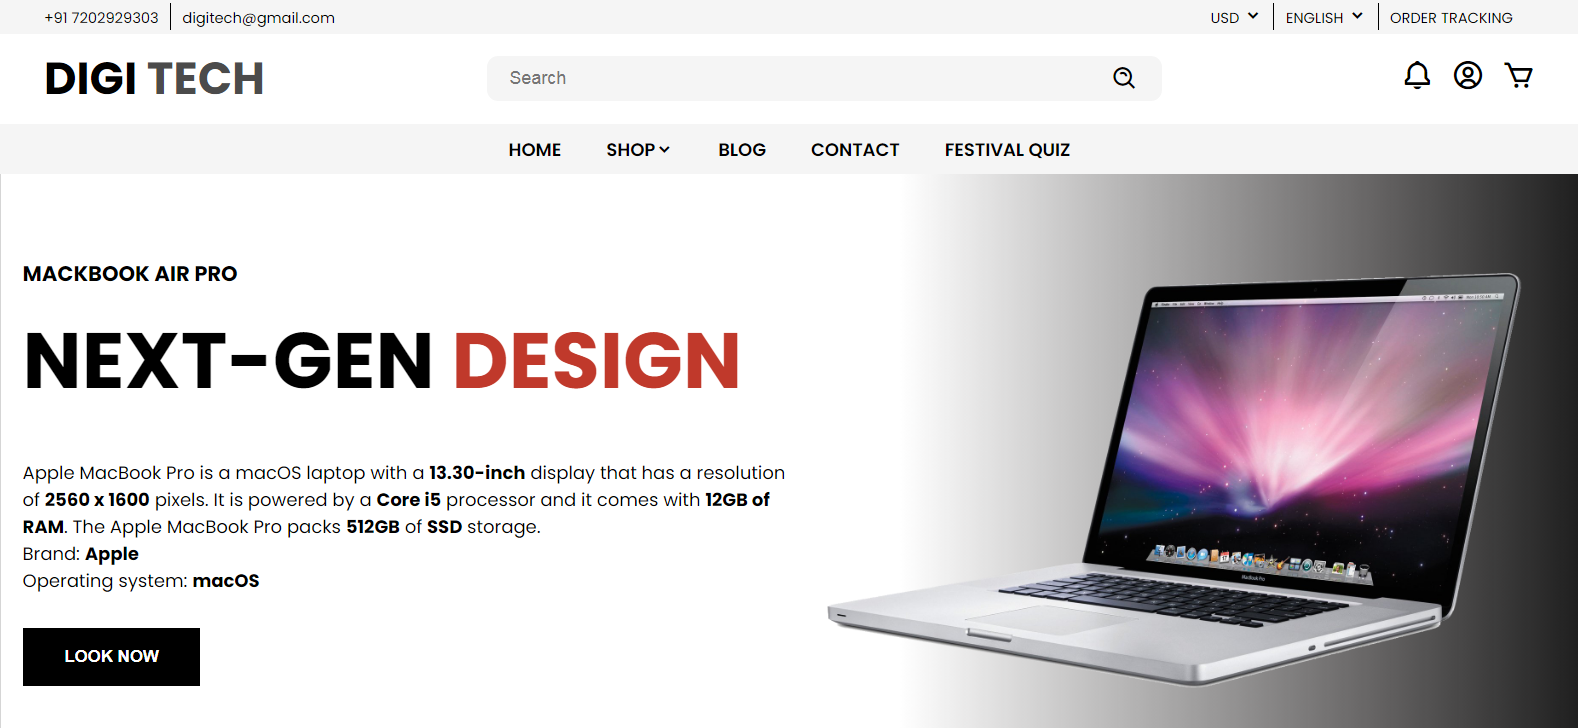 +91 7202929303 digitech@gmail.com USD ENGLISH ORDER TRACKING
DIGI TECH
Search
HOME SHOP BLOG CONTACT FESTIVAL QUIZ
MACKBOOK AIR PRO
NEXT-GEN DESIGN
Apple MacBook Pro is a macOS laptop with a 13.30-inch display that has a resolution
of 2560 x 1600 pixels. It is powered by a Core i5 processor and it comes with 12GB of
RAM. The Apple MacBook Pro packs 512GB of SSD storage.
Brand: Apple
Operating system: macOS
LOOK NOW
MacBook Pro